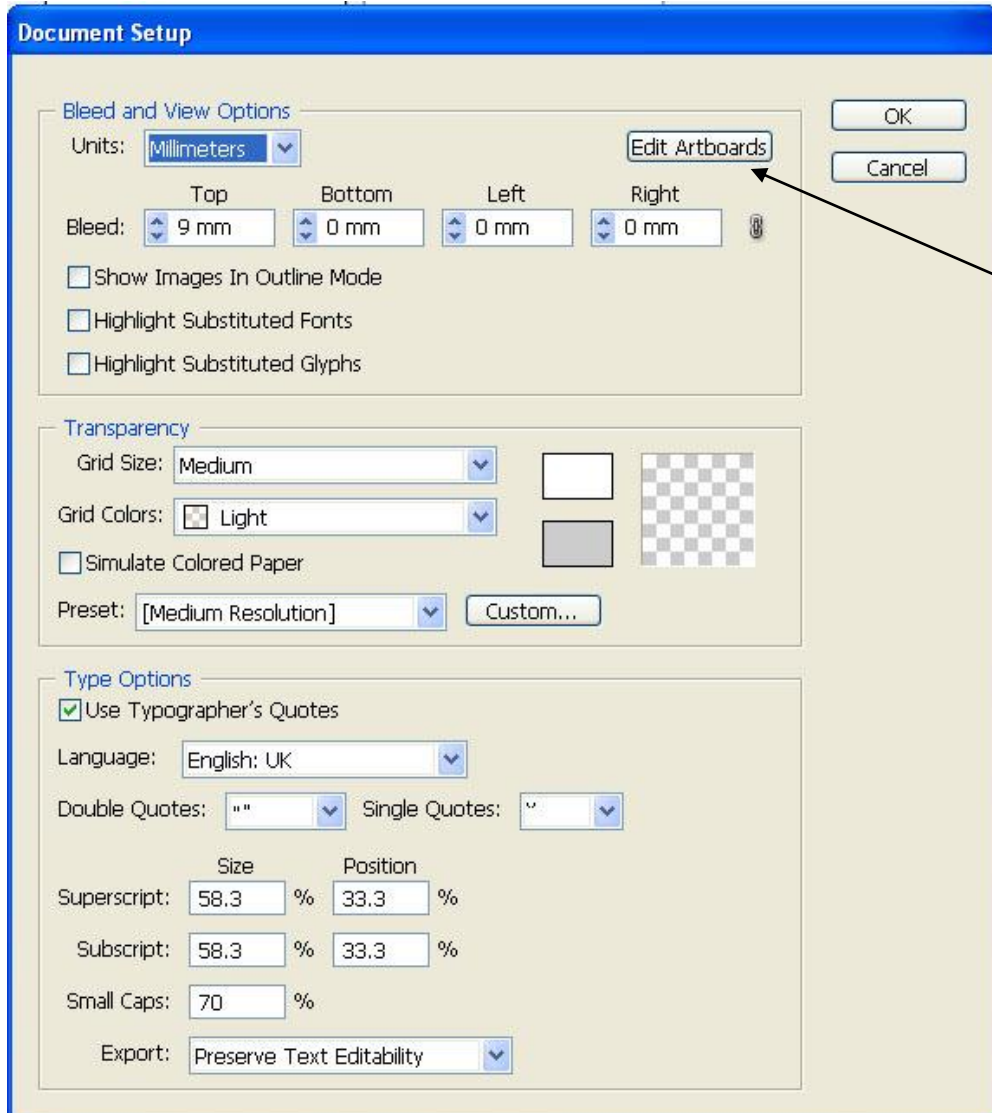 Document Setup
Bleed and View Options
OK
Units: Millimeters Edit Artboards
Cancel
Top Bottom Left Right
Bleed: 9 mm 0 mm 0 mm 0 mm
Show Images In Outline Mode
Highlight Substituted Fonts
Highlight Substituted Glyphs
Transparency
Grid Size: Medium
Grid Colors: Light
Simulate Colored Paper
Preset: [Medium Resolution] Custom...
Type Options
Use Typographer's Quotes
Language: English: UK
Double Quotes: "" Single Quotes: ''
Size Position
Superscript: 58.3 % 33.3 %
Subscript: 58.3 % 33.3 %
Small Caps: 70 %
Export: Preserve Text Editability